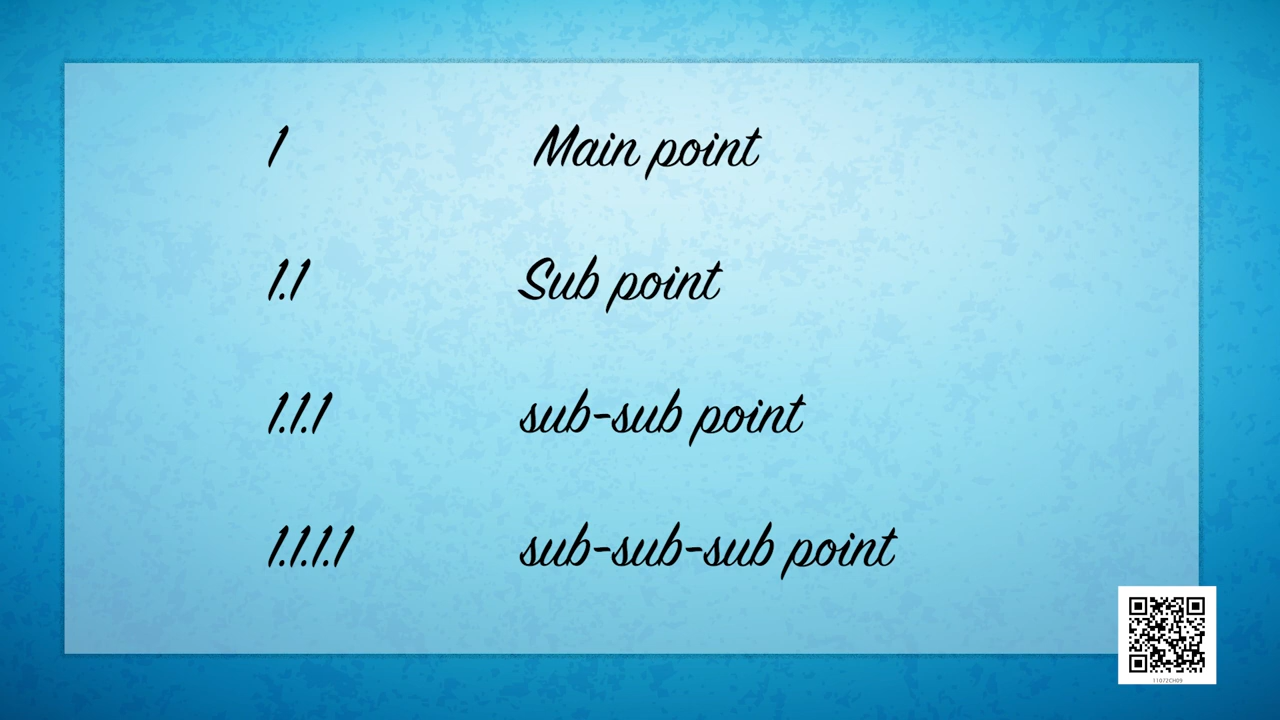 1 Main point
1.1 Sub point
1.1.1 sub-sub point
1.1.1.1 sub-sub-sub point
11072CH09